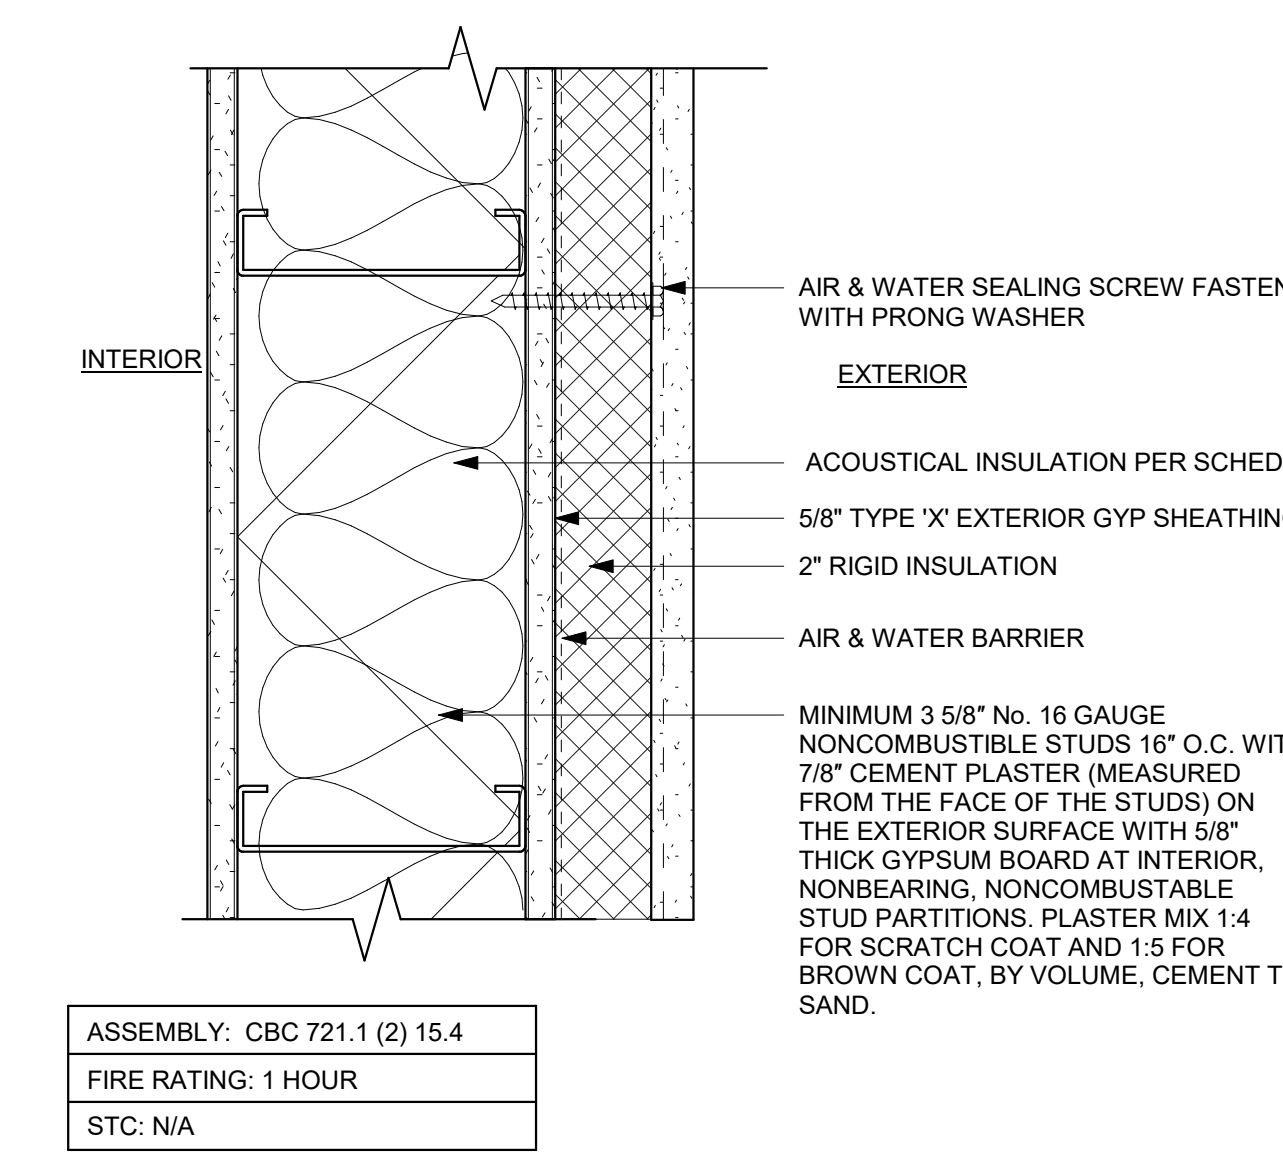 AIR & WATER SEALING SCREW FASTEN
WITH PRONG WASHER
INTERIOR
EXTERIOR
ACOUSTICAL INSULATION PER SCHED
5/8" TYPE 'X' EXTERIOR GYP SHEATHIN
2" RIGID INSULATION
AIR & WATER BARRIER
MINIMUM 3 5/8" No. 16 GAUGE
NONCOMBUSTIBLE STUDS 16" O.C. WIT
7/8" CEMENT PLASTER (MEASURED
FROM THE FACE OF THE STUDS) ON
THE EXTERIOR SURFACE WITH 5/8"
THICK GYPSUM BOARD AT INTERIOR,
NONBEARING, NONCOMBUSTABLE
STUD PARTITIONS. PLASTER MIX 1:4
FOR SCRATCH COAT AND 1:5 FOR
BROWN COAT, BY VOLUME, CEMENT T
SAND.
ASSEMBLY: CBC 721.1 (2) 15.4
FIRE RATING: 1 HOUR
STC: N/A